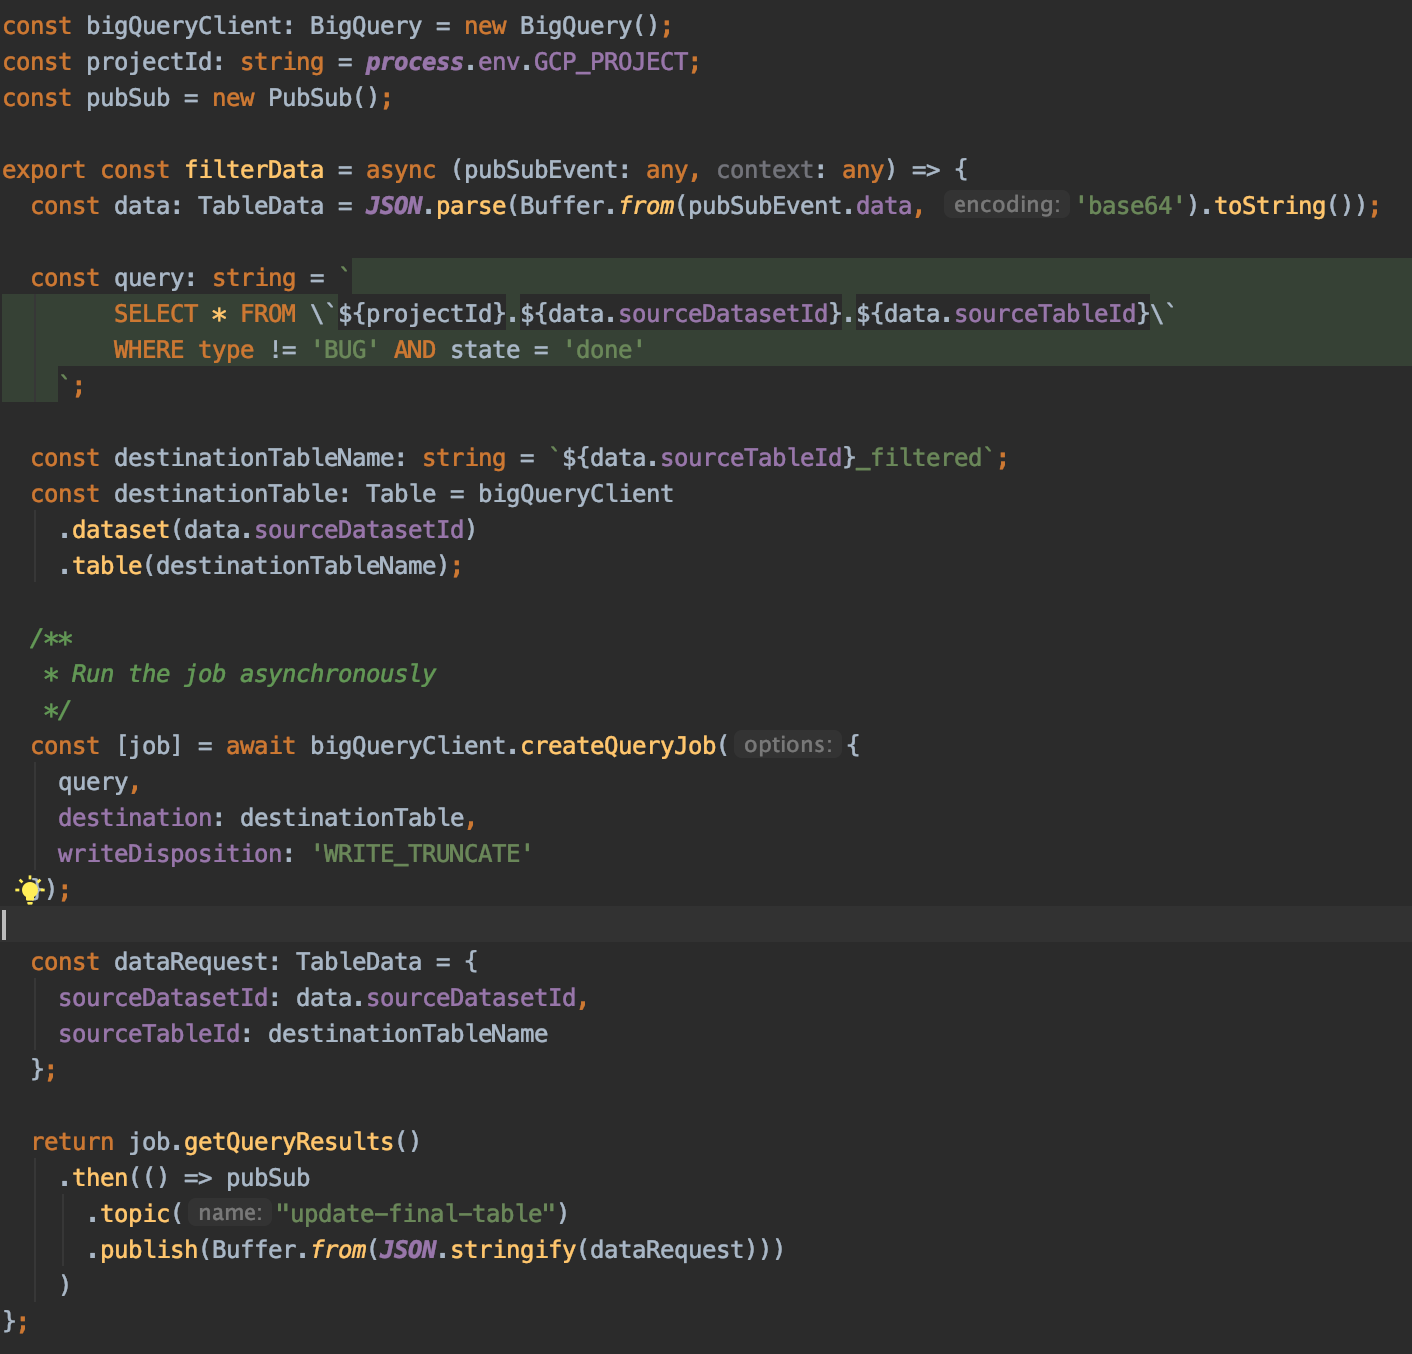 const bigQueryClient: BigQuery = new BigQuery();
const projectId: string = process.env.GCP_PROJECT;
const pubSub = new PubSub();

export const filterData = async (pubSubEvent: any, context: any) => {
  const data: TableData = JSON.parse(Buffer.from(pubSubEvent.data, encoding: 'base64').toString());

  const query: string = `
        SELECT * FROM \`${projectId}.${data.sourceDatasetId}.${data.sourceTableId}\`
        WHERE type != 'BUG' AND state = 'done'
    `;

  const destinationTableName: string = `${data.sourceTableId}_filtered`;
  const destinationTable: Table = bigQueryClient
    .dataset(data.sourceDatasetId)
    .table(destinationTableName);

  /**
   * Run the job asynchronously
   */
  const [job] = await bigQueryClient.createQueryJob( options: {
    query,
    destination: destinationTable,
    writeDisposition: 'WRITE_TRUNCATE'
  });

  const dataRequest: TableData = {
    sourceDatasetId: data.sourceDatasetId,
    sourceTableId: destinationTableName
  };

  return job.getQueryResults()
    .then(() => pubSub
      .topic( name: "update-final-table")
      .publish(Buffer.from(JSON.stringify(dataRequest)))
    )
};